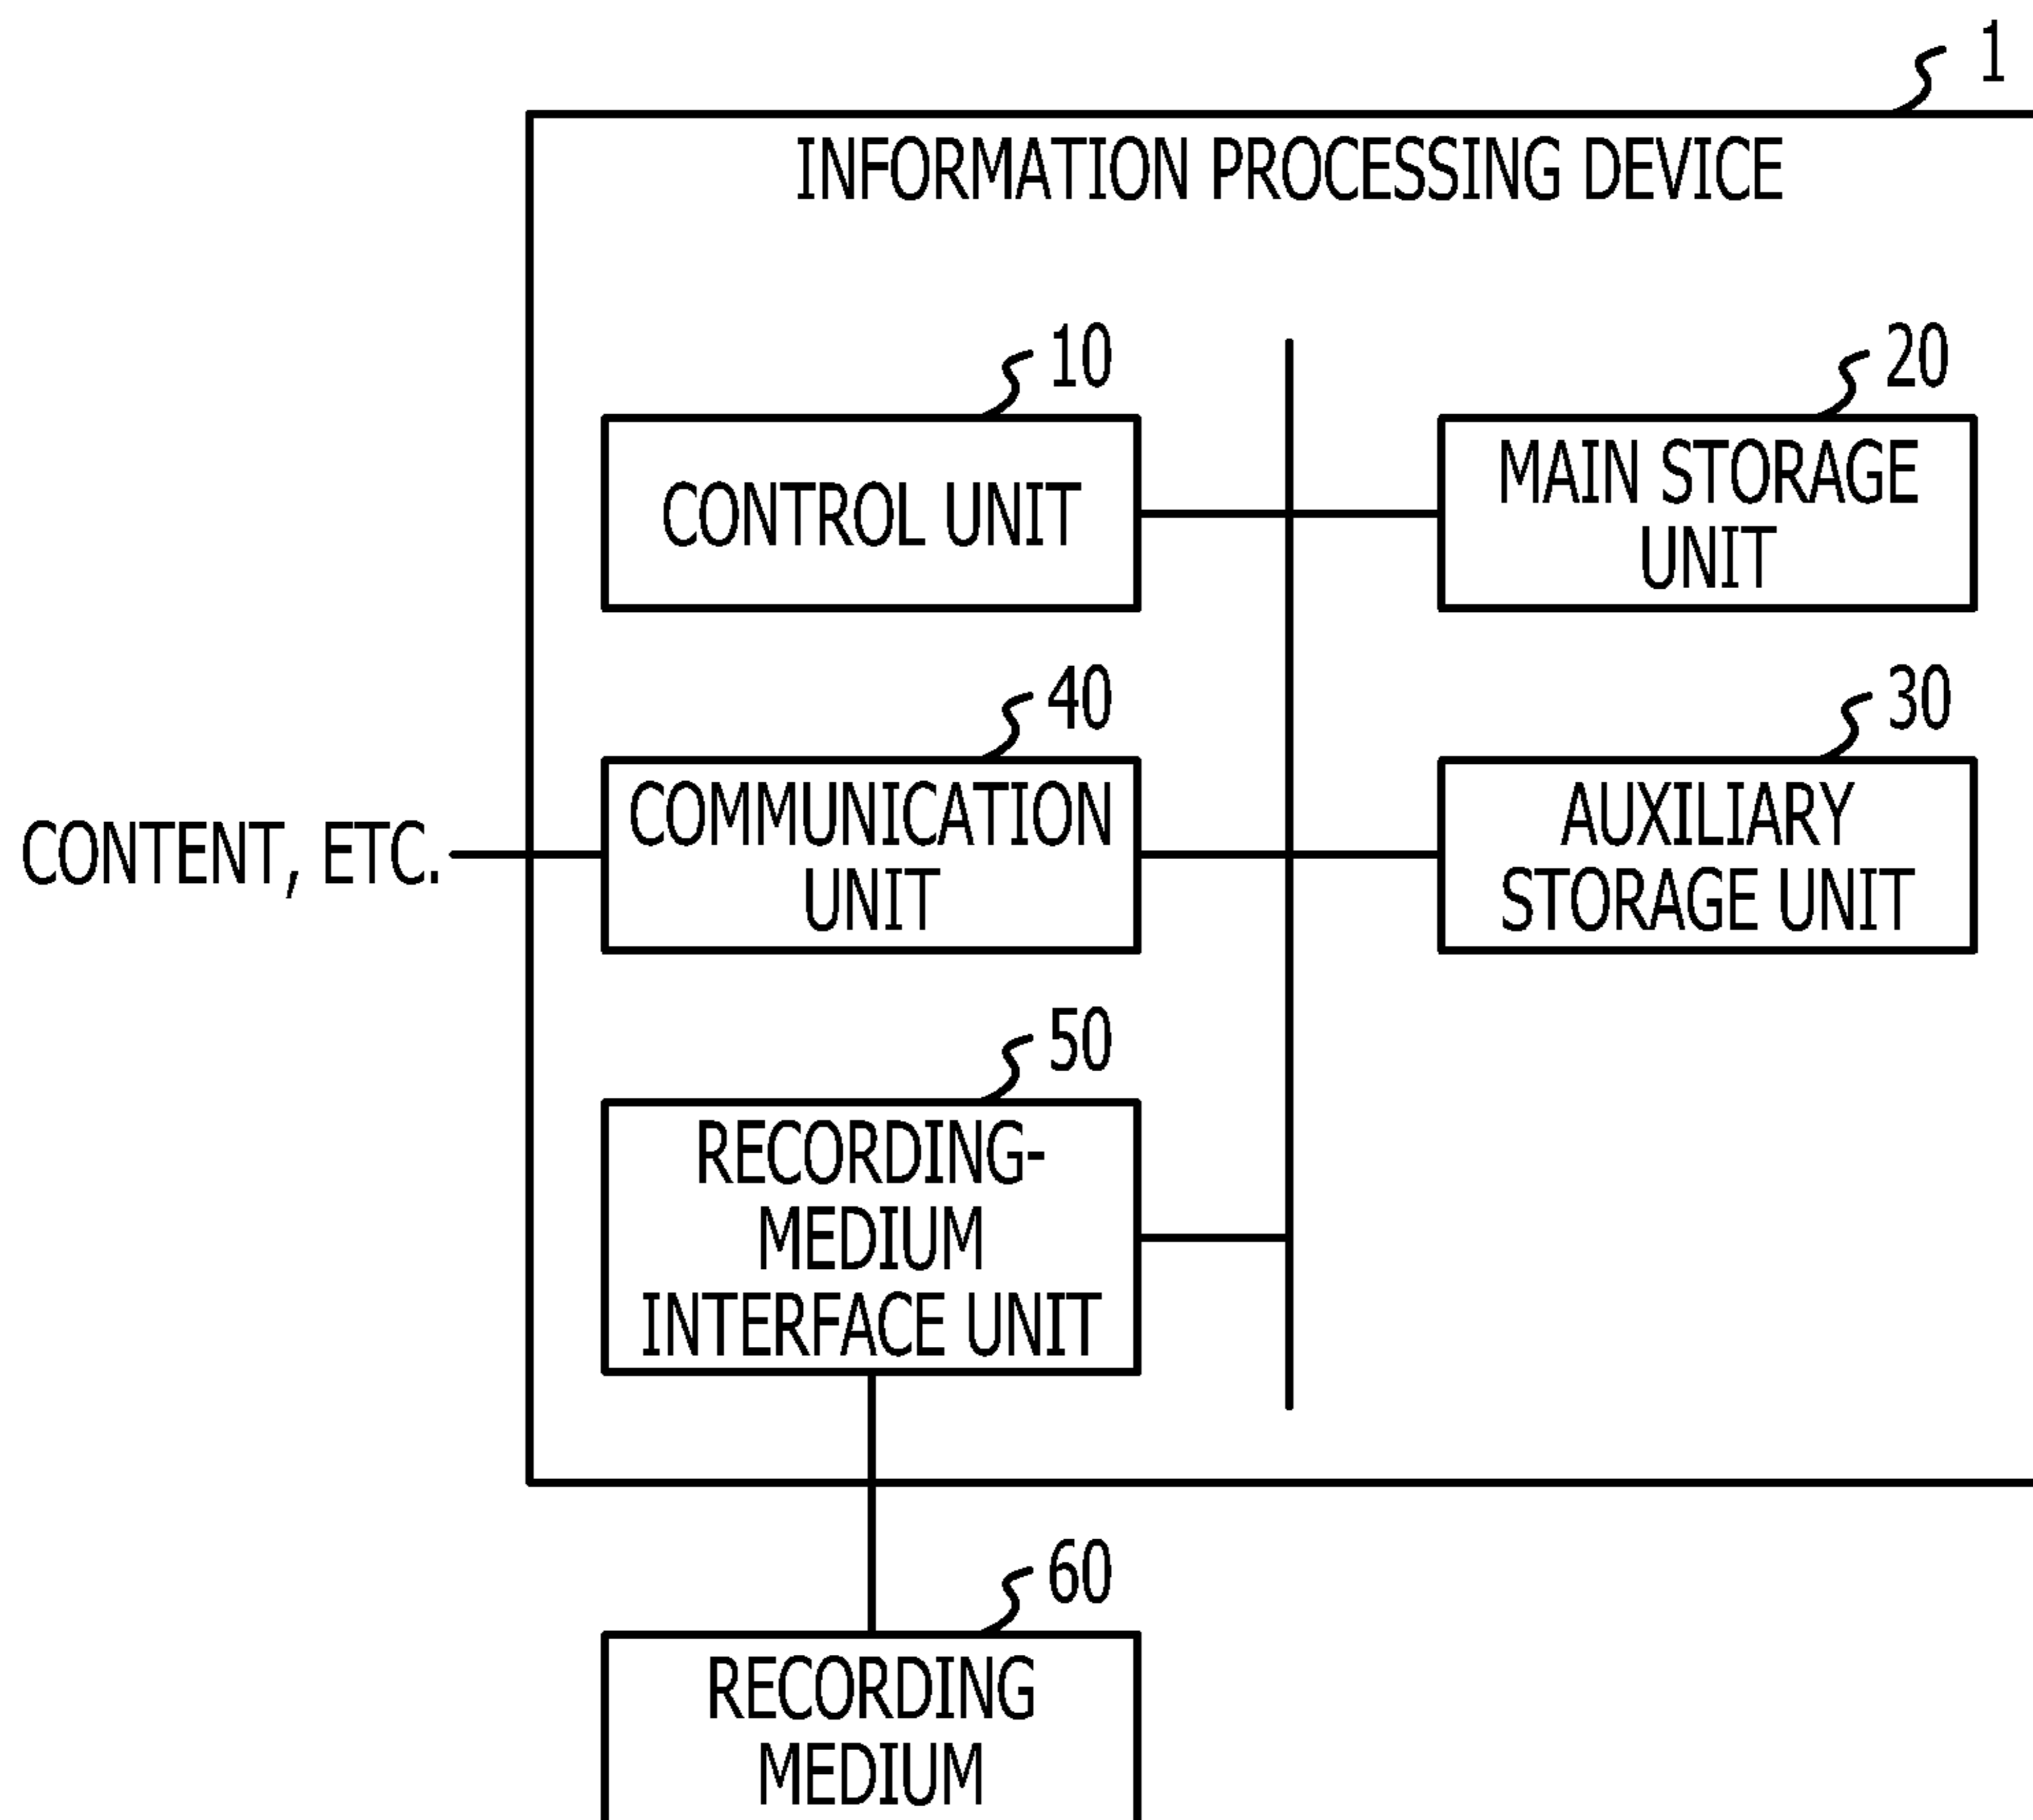 1
INFORMATION PROCESSING DEVICE
10
20
CONTROL UNIT
MAIN STORAGE
UNIT
40
30
CONTENT, ETC.
COMMUNICATION
UNIT
AUXILIARY
STORAGE UNIT
50
RECORDING-
MEDIUM
INTERFACE UNIT
60
RECORDING
MEDIUM